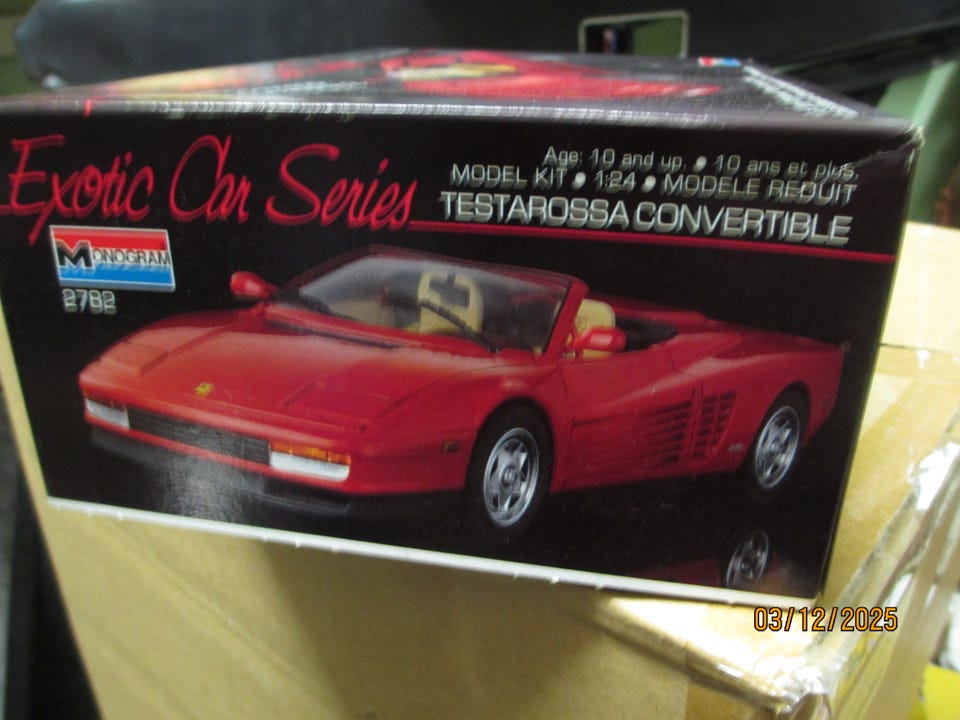 Exotic Car Series
Age: 10 and up. • 10 ans et plus.
MODEL KIT • 1:24 • MODELE REDUIT
TESTAROSSA CONVERTIBLE
MONOGRAM
2782
03/12/2025